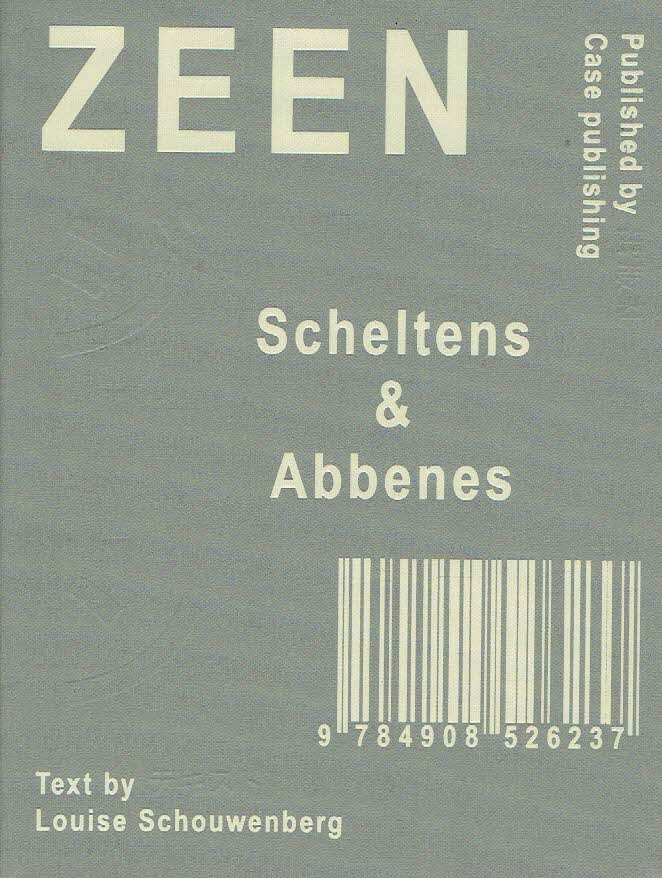 ZEEN
Published by
Case publishing
Scheltens
&
Abbenes
9 784908 526237
Text by
Louise Schouwenberg